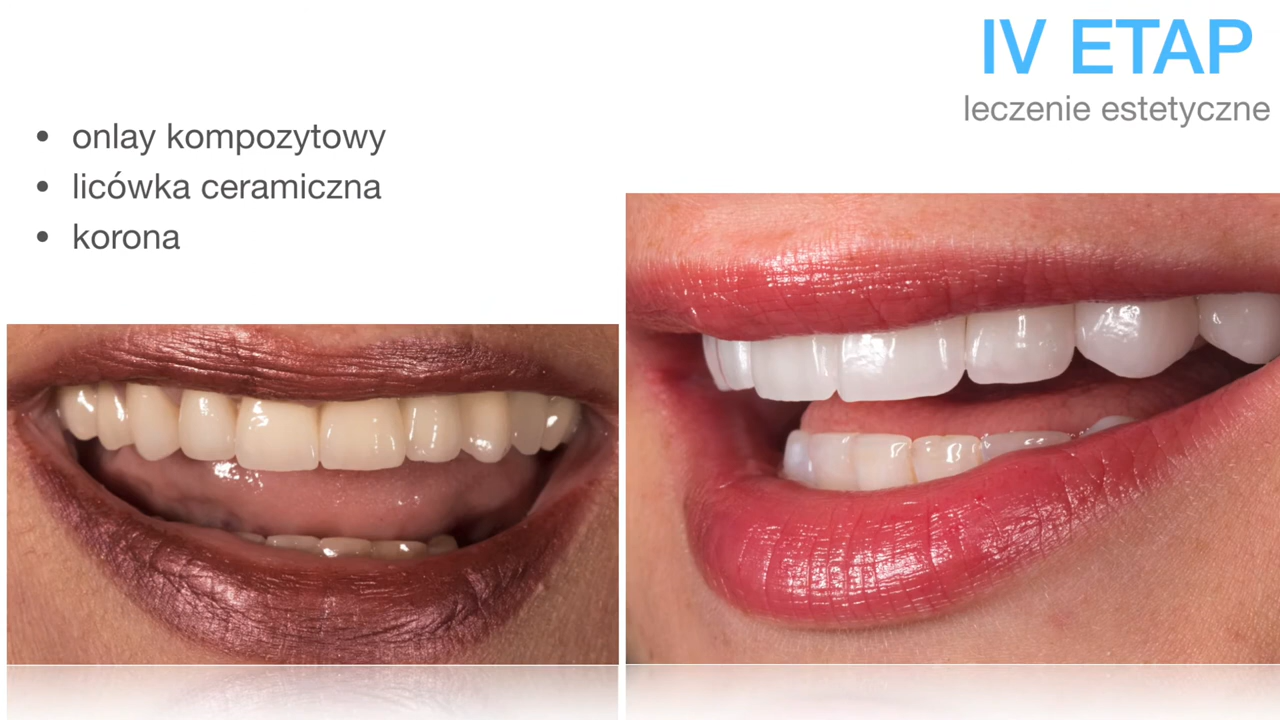 IV ETAP
leczenie estetyczne
• onlay kompozytowy
• licówka ceramiczna
• korona